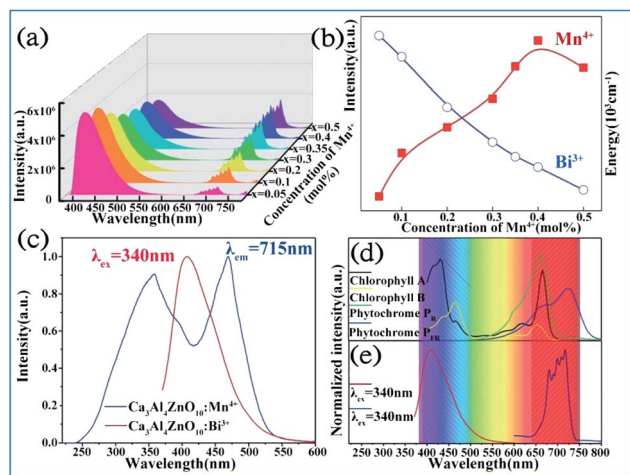 (a)
6x10⁶
4x10⁶
2x10⁶
0
Intensity(a.u.)
400 450 500 550 600 650 700 750
Wavelength(nm)
x=0.5
x=0.4
x=0.35
x=0.3
x=0.2
x=0.1
x=0.05
Concentration of Mn⁴⁺
(mol%)
(b)
Intensity(a.u.)
Mn⁴⁺
Bi³⁺
Energy(10³cm⁻¹)
0.1 0.2 0.3 0.4 0.5
Concentration of Mn⁴⁺(mol%)
(c)
λex=340nm
λem=715nm
1.0
0.8
0.6
0.4
0.2
0.0
Intensity(a.u.)
Ca₃Al₄ZnO₁₀:Mn⁴⁺
Ca₃Al₄ZnO₁₀:Bi³⁺
250 300 350 400 450 500 550 600
Wavelength(nm)
(d)
Chlorophyll A
Chlorophyll B
Phytochrome PR
Phytochrome PFR
Normalized intensity(a.u.)
(e)
λex=340nm
λex=340nm
300 350 400 450 500 550 600 650 700 750 800
Wavelength(nm)